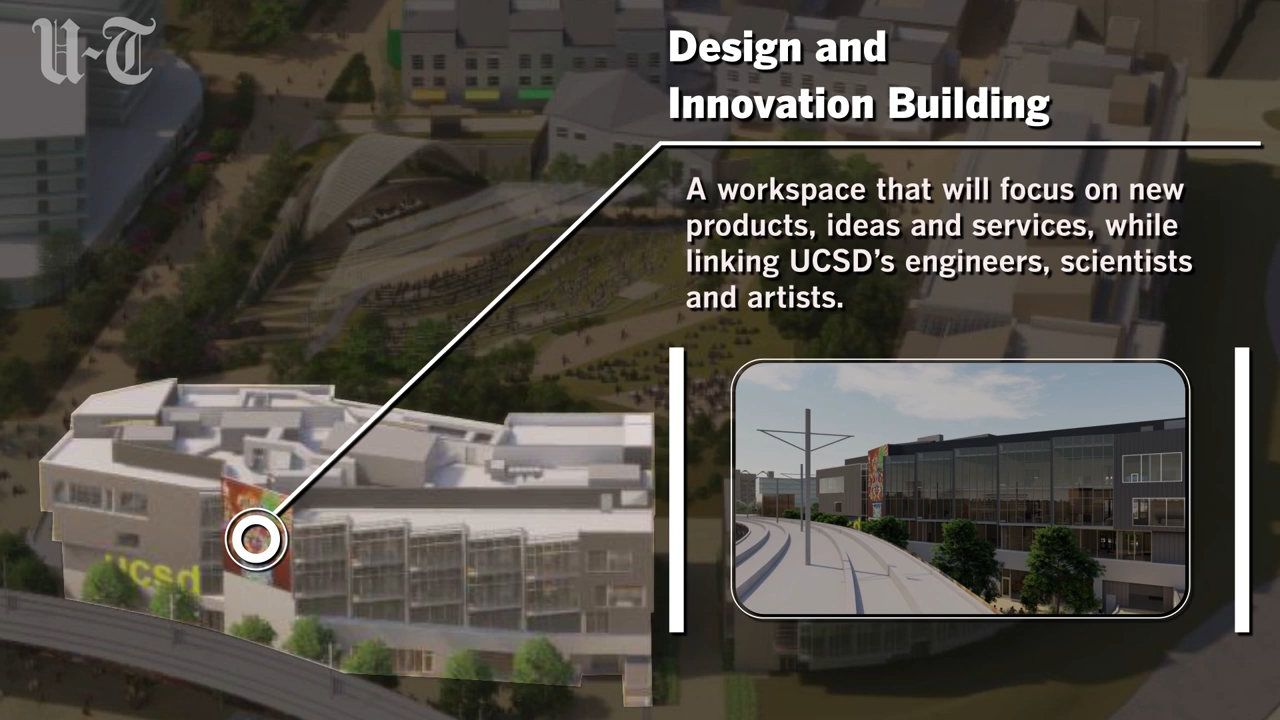 U-T
Design and
Innovation Building
A workspace that will focus on new
products, ideas and services, while
linking UCSD’s engineers, scientists
and artists.
ucsd